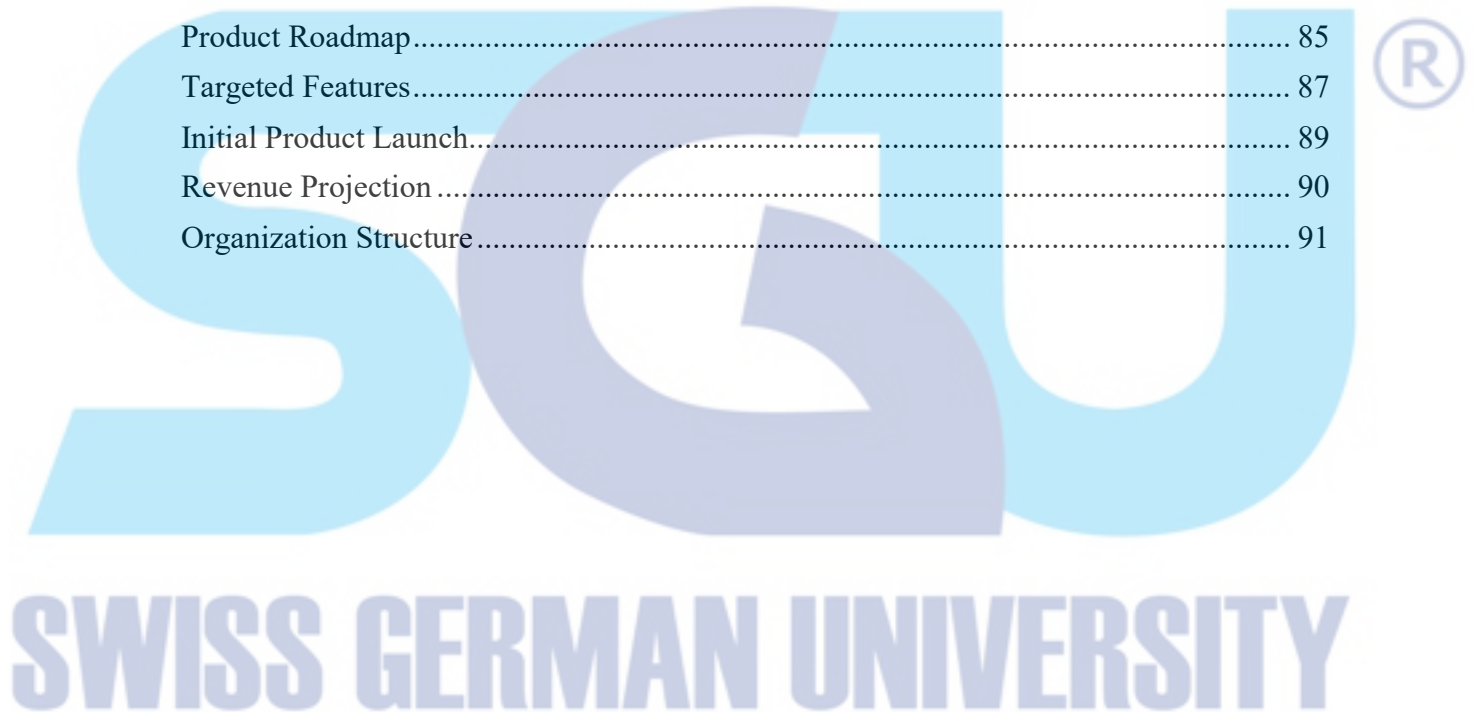 Product Roadmap.............................................................................................................. 85
Targeted Features.............................................................................................................. 87
Initial Product Launch....................................................................................................... 89
Revenue Projection ........................................................................................................... 90
Organization Structure...................................................................................................... 91
SGU ®
SWISS GERMAN UNIVERSITY